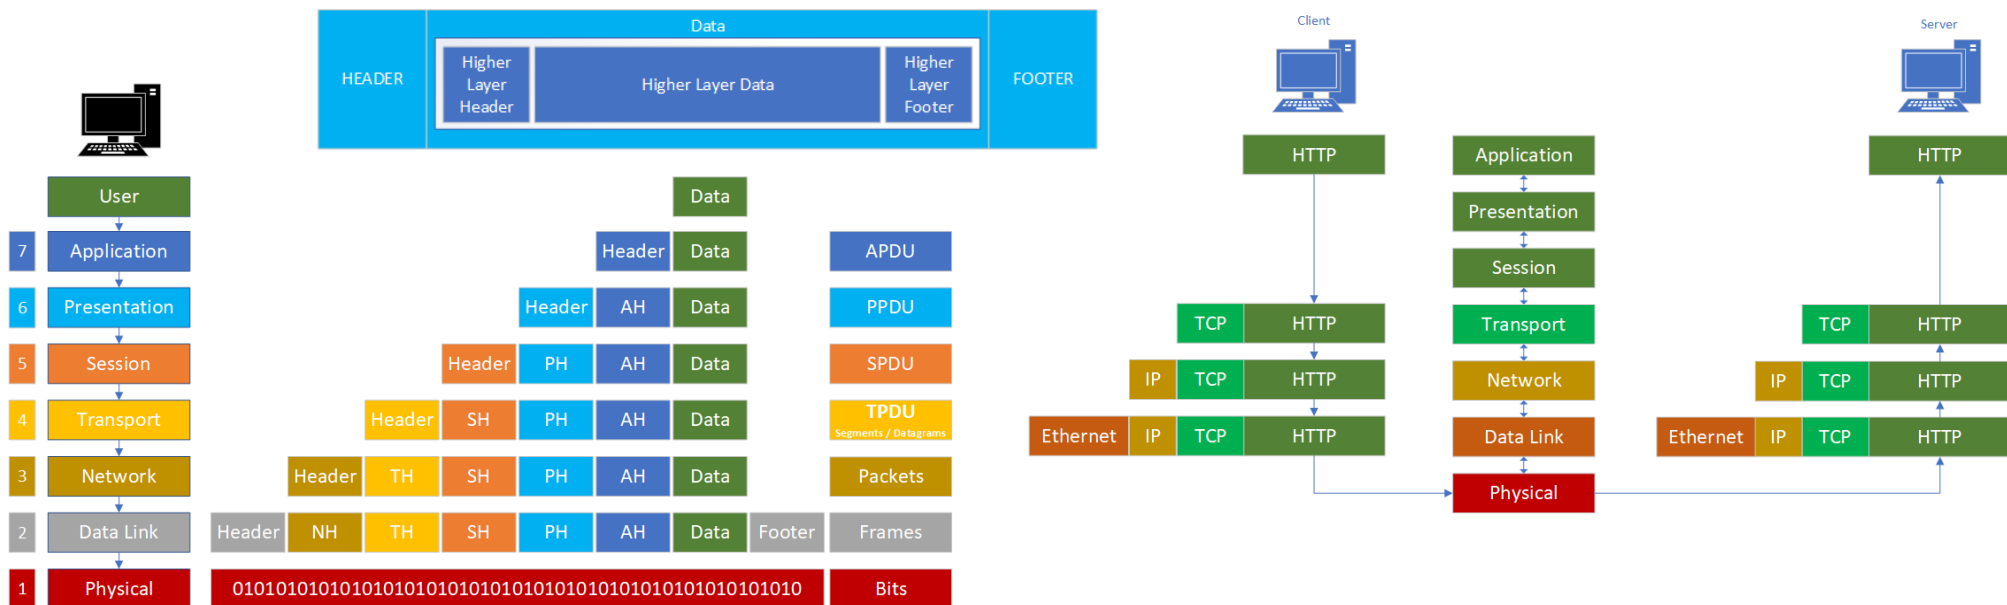 Data
HEADER
Higher
Layer
Header
Higher Layer Data
Higher
Layer
Footer
FOOTER
User
Data
7 Application Header Data APDU
6 Presentation Header AH Data PPDU
5 Session Header PH AH Data SPDU
4 Transport Header SH PH AH Data TPDU
Segments / Datagrams
3 Network Header TH SH PH AH Data Packets
2 Data Link Header NH TH SH PH AH Data Footer Frames
1 Physical 01010101010101010101010101010101010101010101010101010 Bits
Client
Server
HTTP Application HTTP
Presentation
Session
TCP HTTP Transport TCP HTTP
IP TCP HTTP Network IP TCP HTTP
Ethernet IP TCP HTTP Data Link Ethernet IP TCP HTTP
Physical